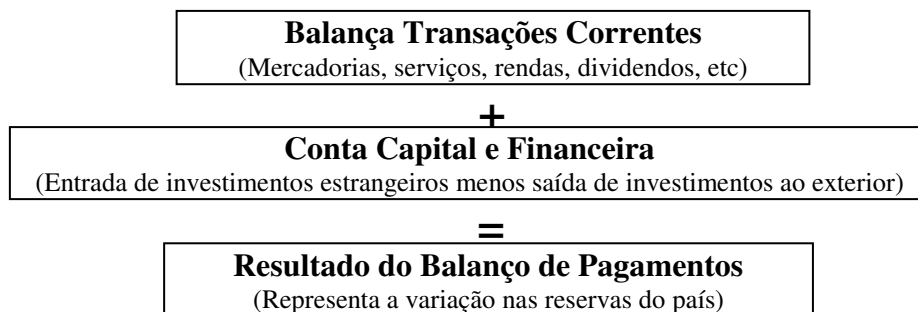 Balança Transações Correntes
(Mercadorias, serviços, rendas, dividendos, etc)
+
Conta Capital e Financeira
(Entrada de investimentos estrangeiros menos saída de investimentos ao exterior)
=
Resultado do Balanço de Pagamentos
(Representa a variação nas reservas do país)